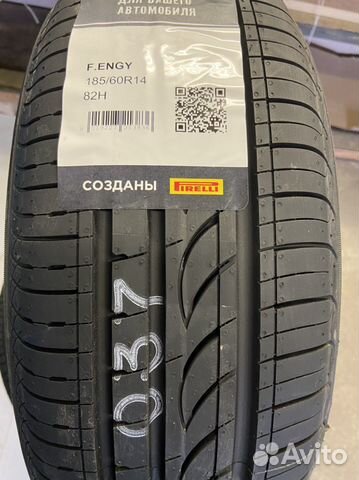 ДЛЯ ВАШЕГО
АВТОМОБИЛЯ
F.ENGY
185/60R14
82H
СОЗДАНЫ PIRELLI
037
Avito